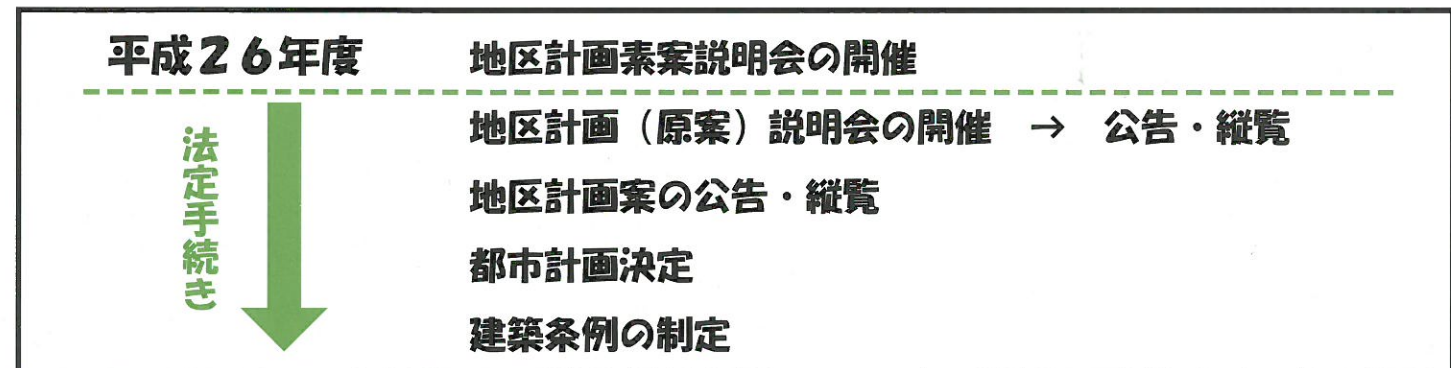 平成26年度 地区計画素案説明会の開催
地区計画（原案）説明会の開催 → 公告・縦覧
法定手続き
地区計画案の公告・縦覧
都市計画決定
建築条例の制定